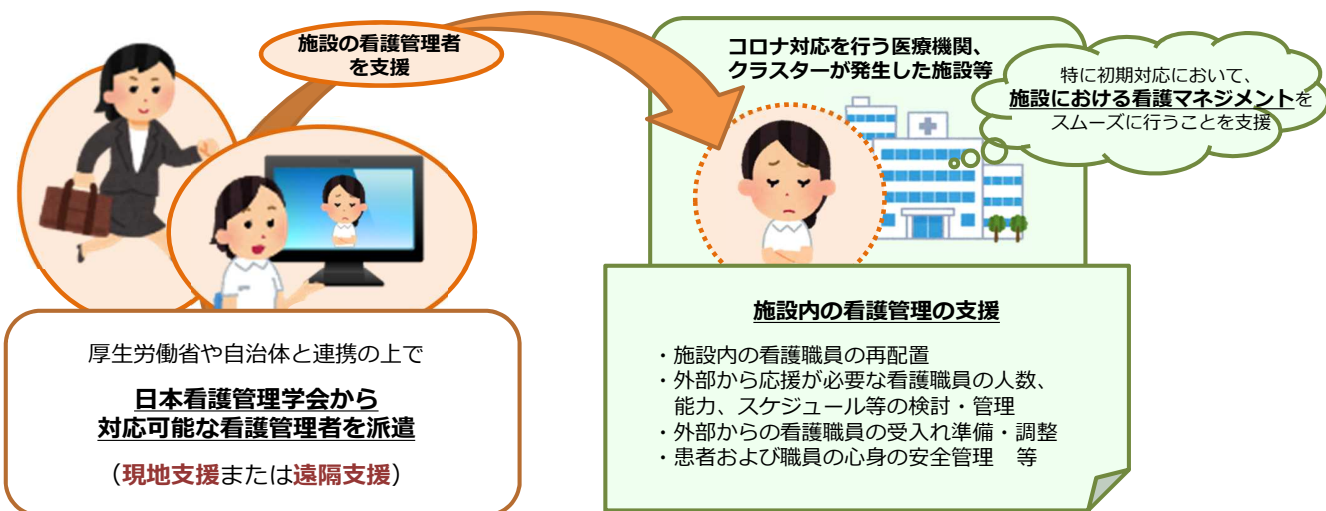 施設の看護管理者
を支援
コロナ対応を行う医療機関、
クラスターが発生した施設等
特に初期対応において、
施設における看護マネジメントを
スムーズに行うことを支援
厚生労働省や自治体と連携の上で
日本看護管理学会から
対応可能な看護管理者を派遣
（現地支援または遠隔支援）
施設内の看護管理の支援
・施設内の看護職員の再配置
・外部から応援が必要な看護職員の人数、
能力、スケジュール等の検討・管理
・外部からの看護職員の受入れ準備・調整
・患者および職員の心身の安全管理　等